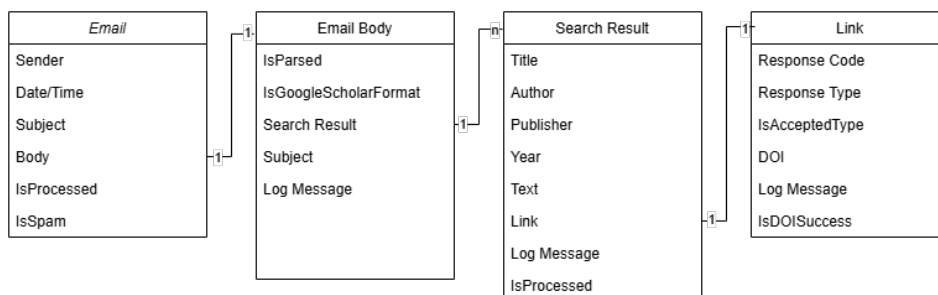 Email
Sender
Date/Time
Subject
Body
IsProcessed
IsSpam
1
1
Email Body
IsParsed
IsGoogleScholarFormat
Search Result
Subject
Log Message
1
n
Search Result
Title
Author
Publisher
Year
Text
Link
Log Message
IsProcessed
1
1
Link
Response Code
Response Type
IsAcceptedType
DOI
Log Message
IsDOISuccess